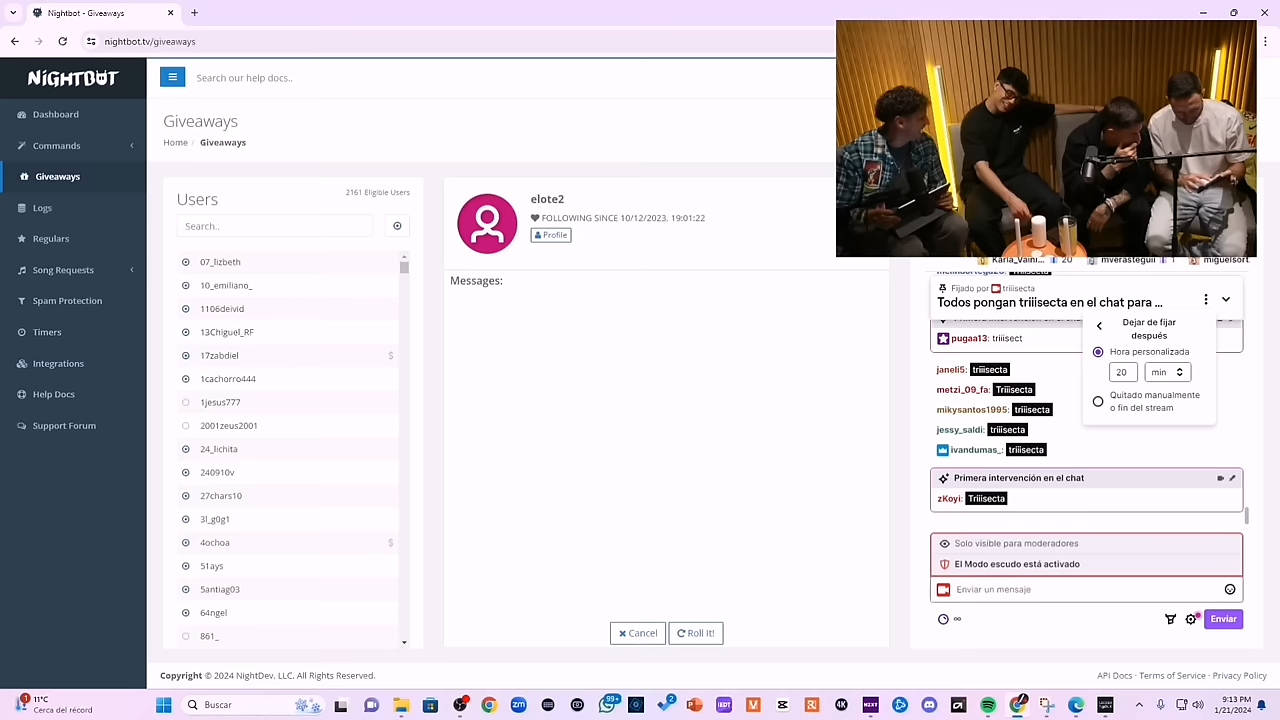 Nightbot - Giveaways
nightbot.tv/giveaways
NiGHTBOT
Search our help docs..
Dashboard
Commands
Giveaways
Logs
Regulars
Song Requests
Spam Protection
Timers
Integrations
Help Docs
Support Forum
Giveaways
Home / Giveaways
Users
2161 Eligible Users
Search..
07_lizbeth
10_emiliano_
1106deivid
13Chiguel_RF
17zabdiel $
1cachorro444
1jesus777
2001zeus2001
24_lichita
240910v
27chars10
3l_g0g1
4ochoa $
51ays
5antiag03
64ngel
861_
elote2
FOLLOWING SINCE 10/12/2023, 19:01:22
Profile
Messages:
Cancel
Roll It!
Karla_Vaini... 20 mverastegui 1 miguelsort
Fijado por triiisecta
Todos pongan triiisecta en el chat para ...
Dejar de fijar
después
Hora personalizada
20 min
Quitado manualmente
o fin del stream
pugaa13: triiisect
janeli5: triiisecta
metzi_09_fa: Triiisecta
mikysantos1995: triiisecta
jessy_saldi: triiisecta
ivandumas_: triiisecta
Primera intervención en el chat
zKoyi: Triiisecta
Solo visible para moderadores
El Modo escudo está activado
Enviar un mensaje
∞
Enviar
Copyright © 2024 NightDev, LLC. All Rights Reserved.
API Docs · Terms of Service · Privacy Policy
11°C
Cerca del récord
Buscar
99+
2
9:13 PM
1/21/2024